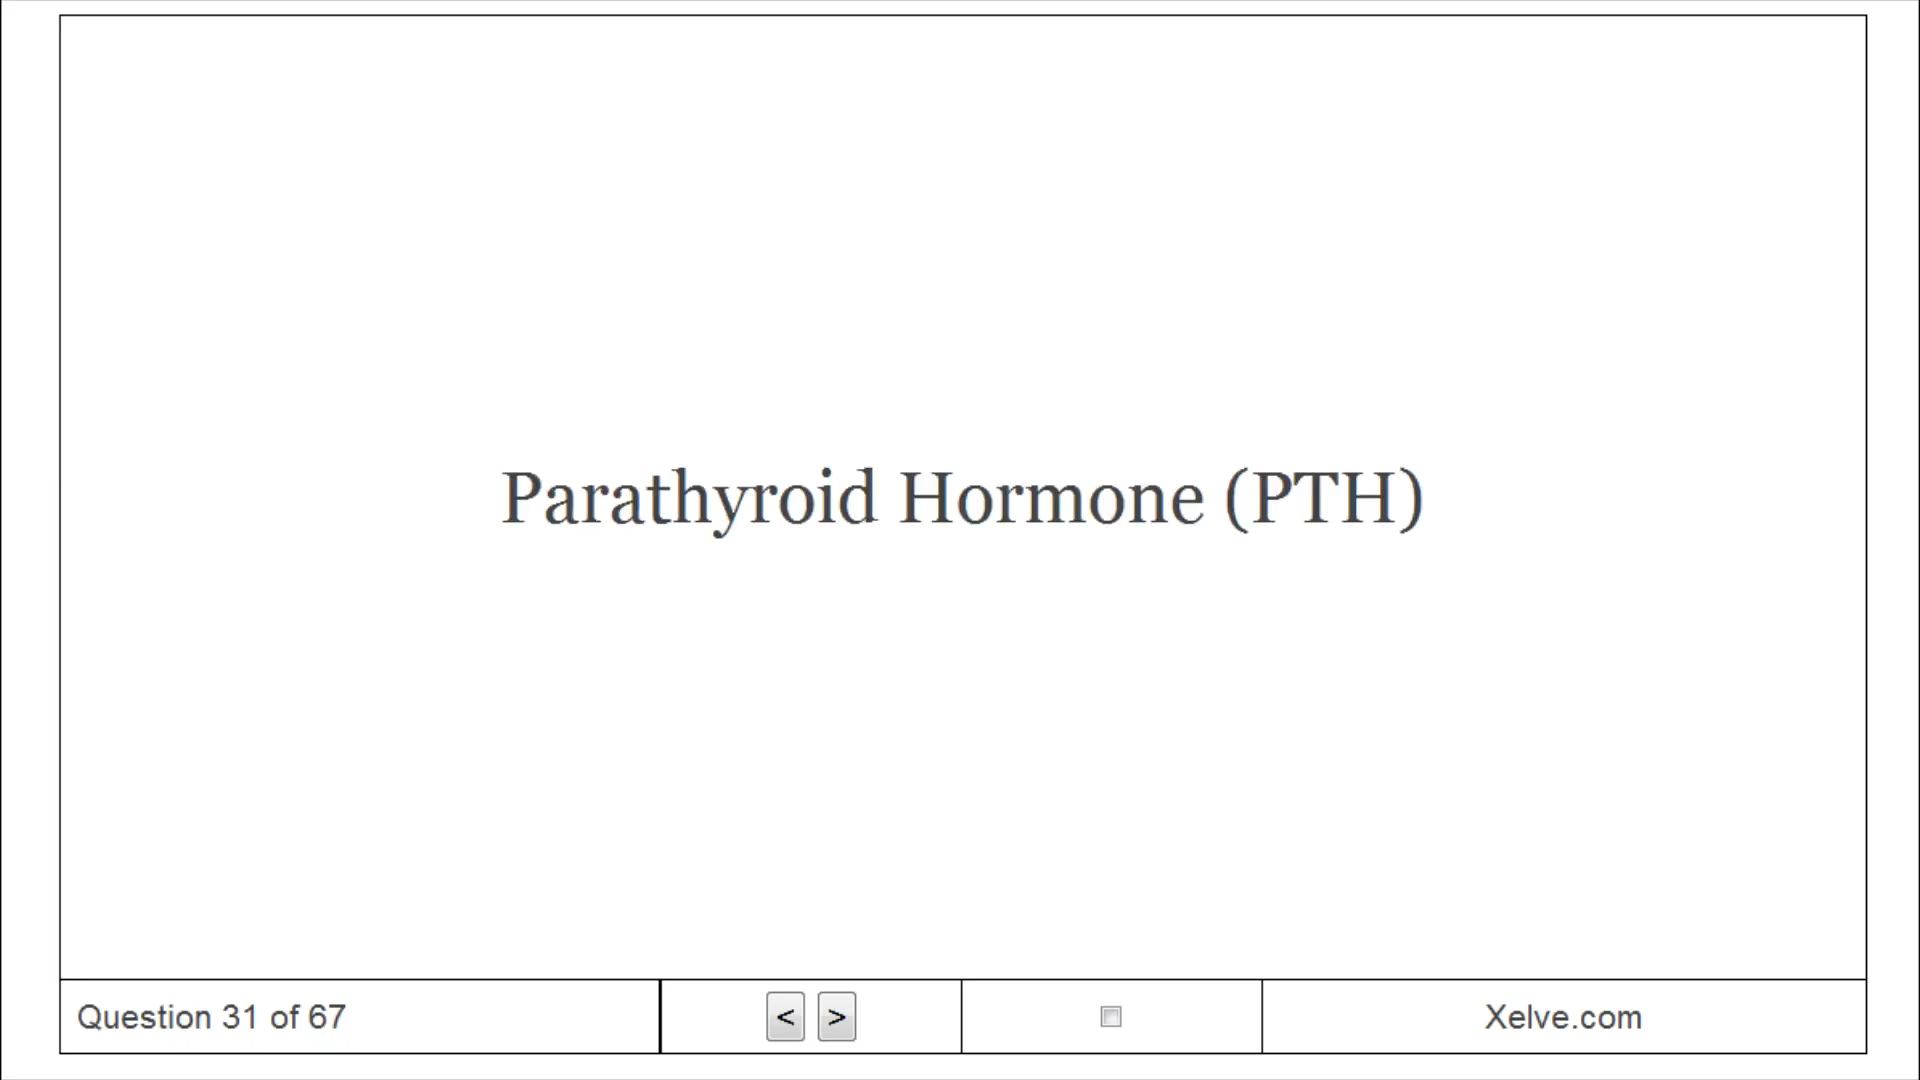 Parathyroid Hormone (PTH)
Question 31 of 67
< >
Xelve.com